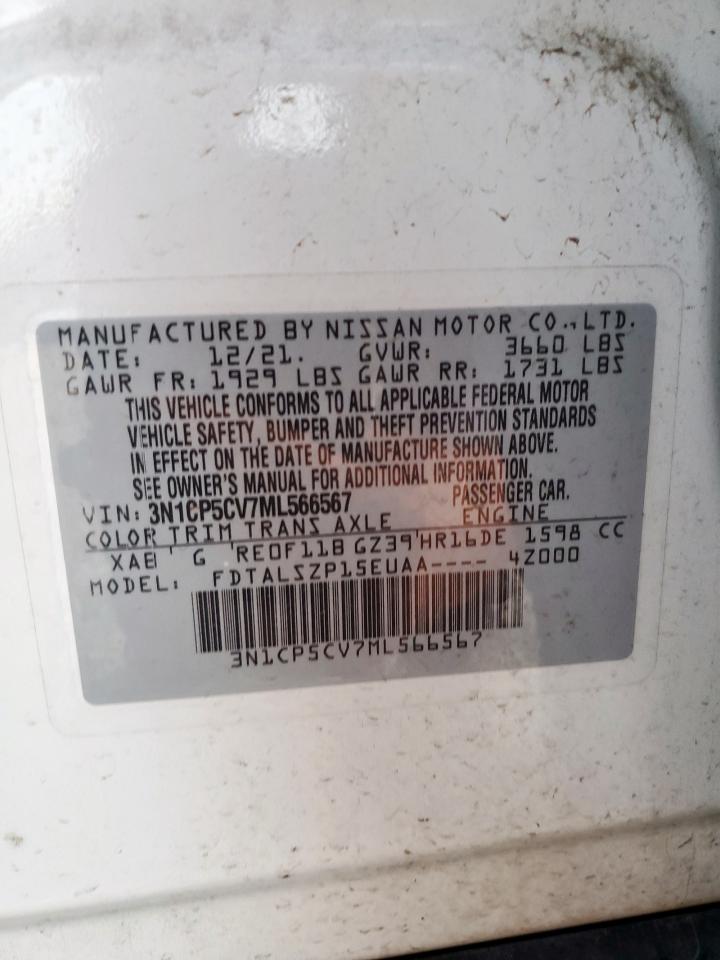 MANUFACTURED BY NISSAN MOTOR CO., LTD.
DATE: 12/21. GVWR: 3660 LBS
GAWR FR: 1929 LBS GAWR RR: 1731 LBS
THIS VEHICLE CONFORMS TO ALL APPLICABLE FEDERAL MOTOR
VEHICLE SAFETY, BUMPER AND THEFT PREVENTION STANDARDS
IN EFFECT ON THE DATE OF MANUFACTURE SHOWN ABOVE.
SEE OWNER'S MANUAL FOR ADDITIONAL INFORMATION.
VIN: 3N1CP5CV7ML566567 PASSENGER CAR.
COLOR TRIM TRANS AXLE ENGINE
XAB G RE0F11B GZ39 HR16DE 1598 CC
MODEL: FDTALSZP15EUAA---- 4Z000
3N1CP5CV7ML566567